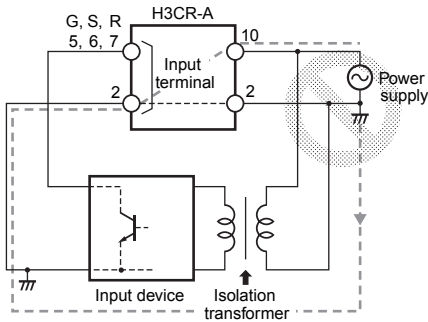 H3CR-A
G, S, R
5, 6, 7
10
Input
terminal
2
2
Power
supply
Input device
Isolation
transformer